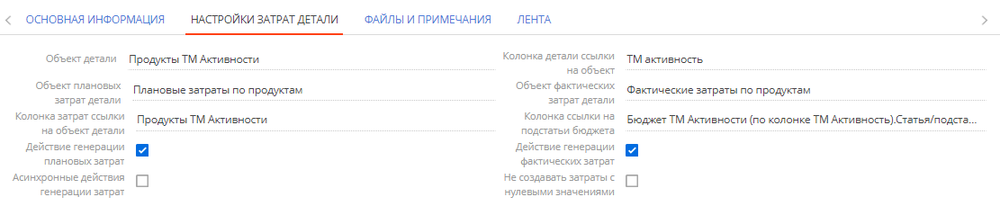 ОСНОВНАЯ ИНФОРМАЦИЯ НАСТРОЙКИ ЗАТРАТ ДЕТАЛИ ФАЙЛЫ И ПРИМЕЧАНИЯ ЛЕНТА
Объект детали Продукты ТМ Активности
Колонка детали ссылки
на объект
ТМ активность
Объект плановых
затрат детали
Плановые затраты по продуктам
Объект фактических
затрат детали
Фактические затраты по продуктам
Колонка затрат ссылки
на объект детали
Продукты ТМ Активности
Колонка ссылки на
подстатьи бюджета
Бюджет ТМ Активности (по колонке ТМ Активность).Статья/подста...
Действие генерации
плановых затрат
Действие генерации
фактических затрат
Асинхронные действия
генерации затрат
Не создавать затраты с
нулевыми значениями